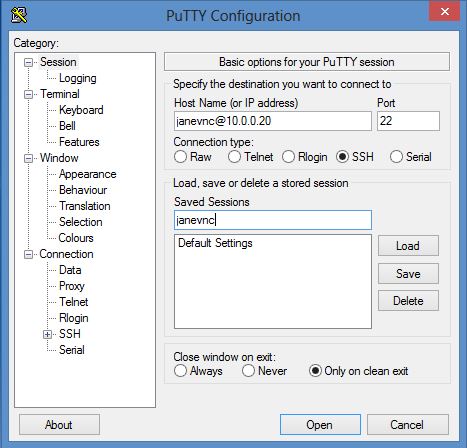 PuTTY Configuration
Category:
Session
Logging
Terminal
Keyboard
Bell
Features
Window
Appearance
Behaviour
Translation
Selection
Colours
Connection
Data
Proxy
Telnet
Rlogin
SSH
Serial
Basic options for your PuTTY session
Specify the destination you want to connect to
Host Name (or IP address) Port
janevnc@10.0.0.20 22
Connection type:
Raw Telnet Rlogin SSH Serial
Load, save or delete a stored session
Saved Sessions
janevnc
Default Settings
Load
Save
Delete
Close window on exit:
Always Never Only on clean exit
About Open Cancel